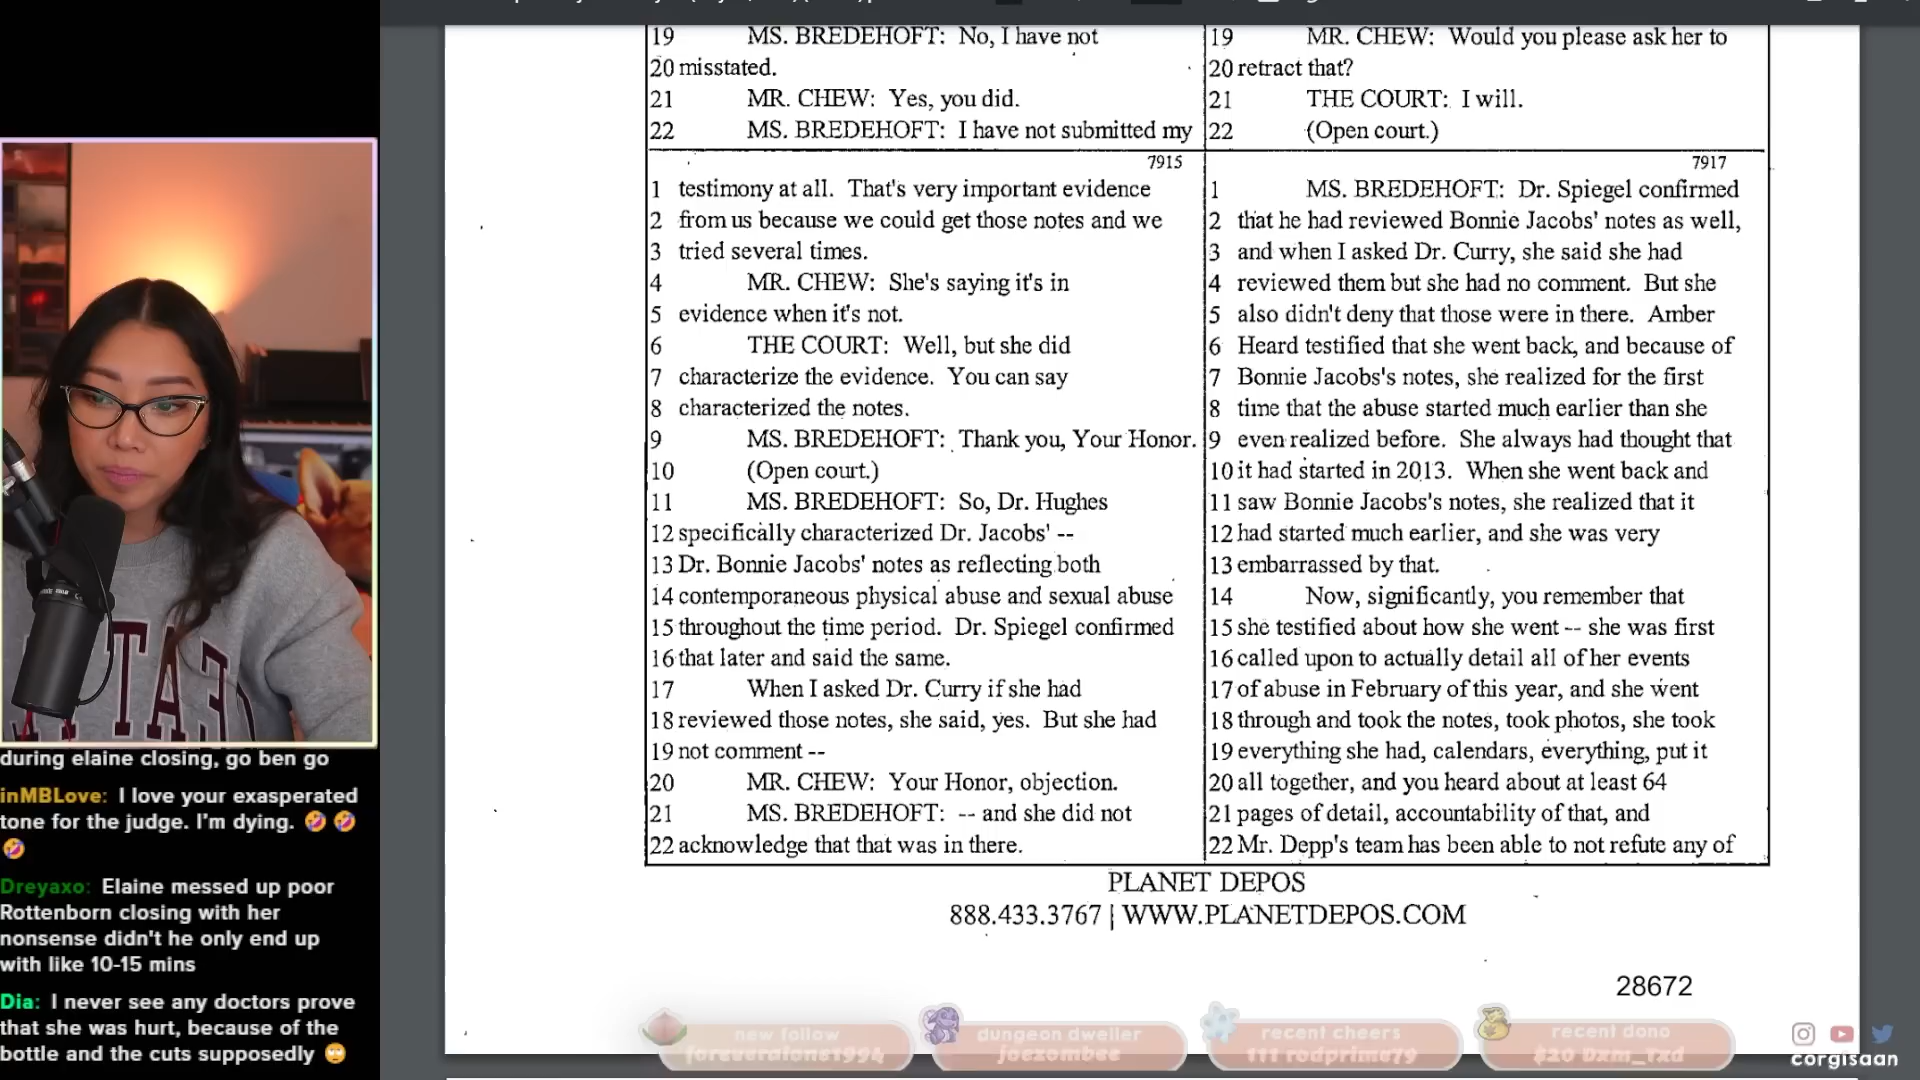 19 MS. BREDEHOFT: No, I have not
20 misstated.
21 MR. CHEW: Yes, you did.
22 MS. BREDEHOFT: I have not submitted my
7915
1 testimony at all. That's very important evidence
2 from us because we could get those notes and we
3 tried several times.
4 MR. CHEW: She's saying it's in
5 evidence when it's not.
6 THE COURT: Well, but she did
7 characterize the evidence. You can say
8 characterized the notes.
9 MS. BREDEHOFT: Thank you, Your Honor.
10 (Open court.)
11 MS. BREDEHOFT: So, Dr. Hughes
12 specifically characterized Dr. Jacobs' --
13 Dr. Bonnie Jacobs' notes as reflecting both
14 contemporaneous physical abuse and sexual abuse
15 throughout the time period. Dr. Spiegel confirmed
16 that later and said the same.
17 When I asked Dr. Curry if she had
18 reviewed those notes, she said, yes. But she had
19 not comment --
20 MR. CHEW: Your Honor, objection.
21 MS. BREDEHOFT: -- and she did not
22 acknowledge that that was in there.
19 MR. CHEW: Would you please ask her to
20 retract that?
21 THE COURT: I will.
22 (Open court.)
7917
1 MS. BREDEHOFT: Dr. Spiegel confirmed
2 that he had reviewed Bonnie Jacobs' notes as well,
3 and when I asked Dr. Curry, she said she had
4 reviewed them but she had no comment. But she
5 also didn't deny that those were in there. Amber
6 Heard testified that she went back, and because of
7 Bonnie Jacobs's notes, she realized for the first
8 time that the abuse started much earlier than she
9 even realized before. She always had thought that
10 it had started in 2013. When she went back and
11 saw Bonnie Jacobs's notes, she realized that it
12 had started much earlier, and she was very
13 embarrassed by that.
14 Now, significantly, you remember that
15 she testified about how she went -- she was first
16 called upon to actually detail all of her events
17 of abuse in February of this year, and she went
18 through and took the notes, took photos, she took
19 everything she had, calendars, everything, put it
20 all together, and you heard about at least 64
21 pages of detail, accountability of that, and
22 Mr. Depp's team has been able to not refute any of
PLANET DEPOS
888.433.3767 | WWW.PLANETDEPOS.COM
28672
during elaine closing, go ben go
inMBLove: I love your exasperated
tone for the judge. I'm dying. 🤣 🤣
🤣
Dreyaxo: Elaine messed up poor
Rottenborn closing with her
nonsense didn't he only end up
with like 10-15 mins
Dia: I never see any doctors prove
that she was hurt, because of the
bottle and the cuts supposedly 🙄
new follow
foreveraions1994
dungeon dweller
joezombee
recent cheers
111 rodprime79
recent dono
$20 Dxm_Txd
corgisaan